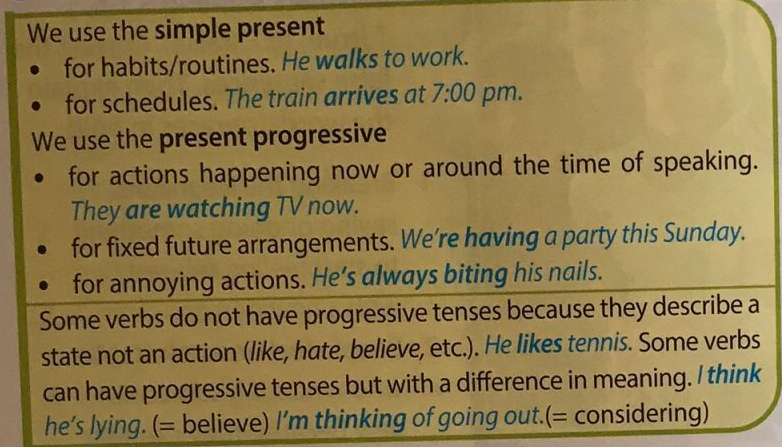 We use the simple present
• for habits/routines. He walks to work.
• for schedules. The train arrives at 7:00 pm.
We use the present progressive
• for actions happening now or around the time of speaking.
They are watching TV now.
• for fixed future arrangements. We're having a party this Sunday.
• for annoying actions. He's always biting his nails.
Some verbs do not have progressive tenses because they describe a
state not an action (like, hate, believe, etc.). He likes tennis. Some verbs
can have progressive tenses but with a difference in meaning. I think
he's lying. (= believe) I'm thinking of going out.(= considering)